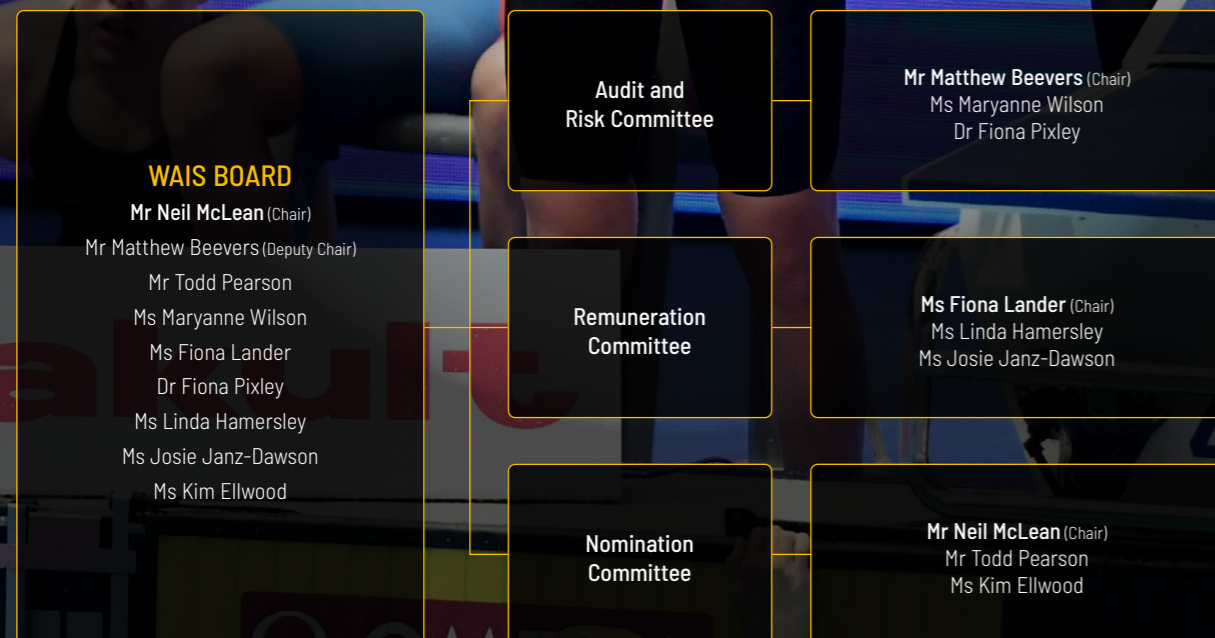 WAIS BOARD
Mr Neil McLean (Chair)
Mr Matthew Beevers (Deputy Chair)
Mr Todd Pearson
Ms Maryanne Wilson
Ms Fiona Lander
Dr Fiona Pixley
Ms Linda Hamersley
Ms Josie Janz-Dawson
Ms Kim Ellwood
Audit and
Risk Committee
Mr Matthew Beevers (Chair)
Ms Maryanne Wilson
Dr Fiona Pixley
Remuneration
Committee
Ms Fiona Lander (Chair)
Ms Linda Hamersley
Ms Josie Janz-Dawson
Nomination
Committee
Mr Neil McLean (Chair)
Mr Todd Pearson
Ms Kim Ellwood
akult